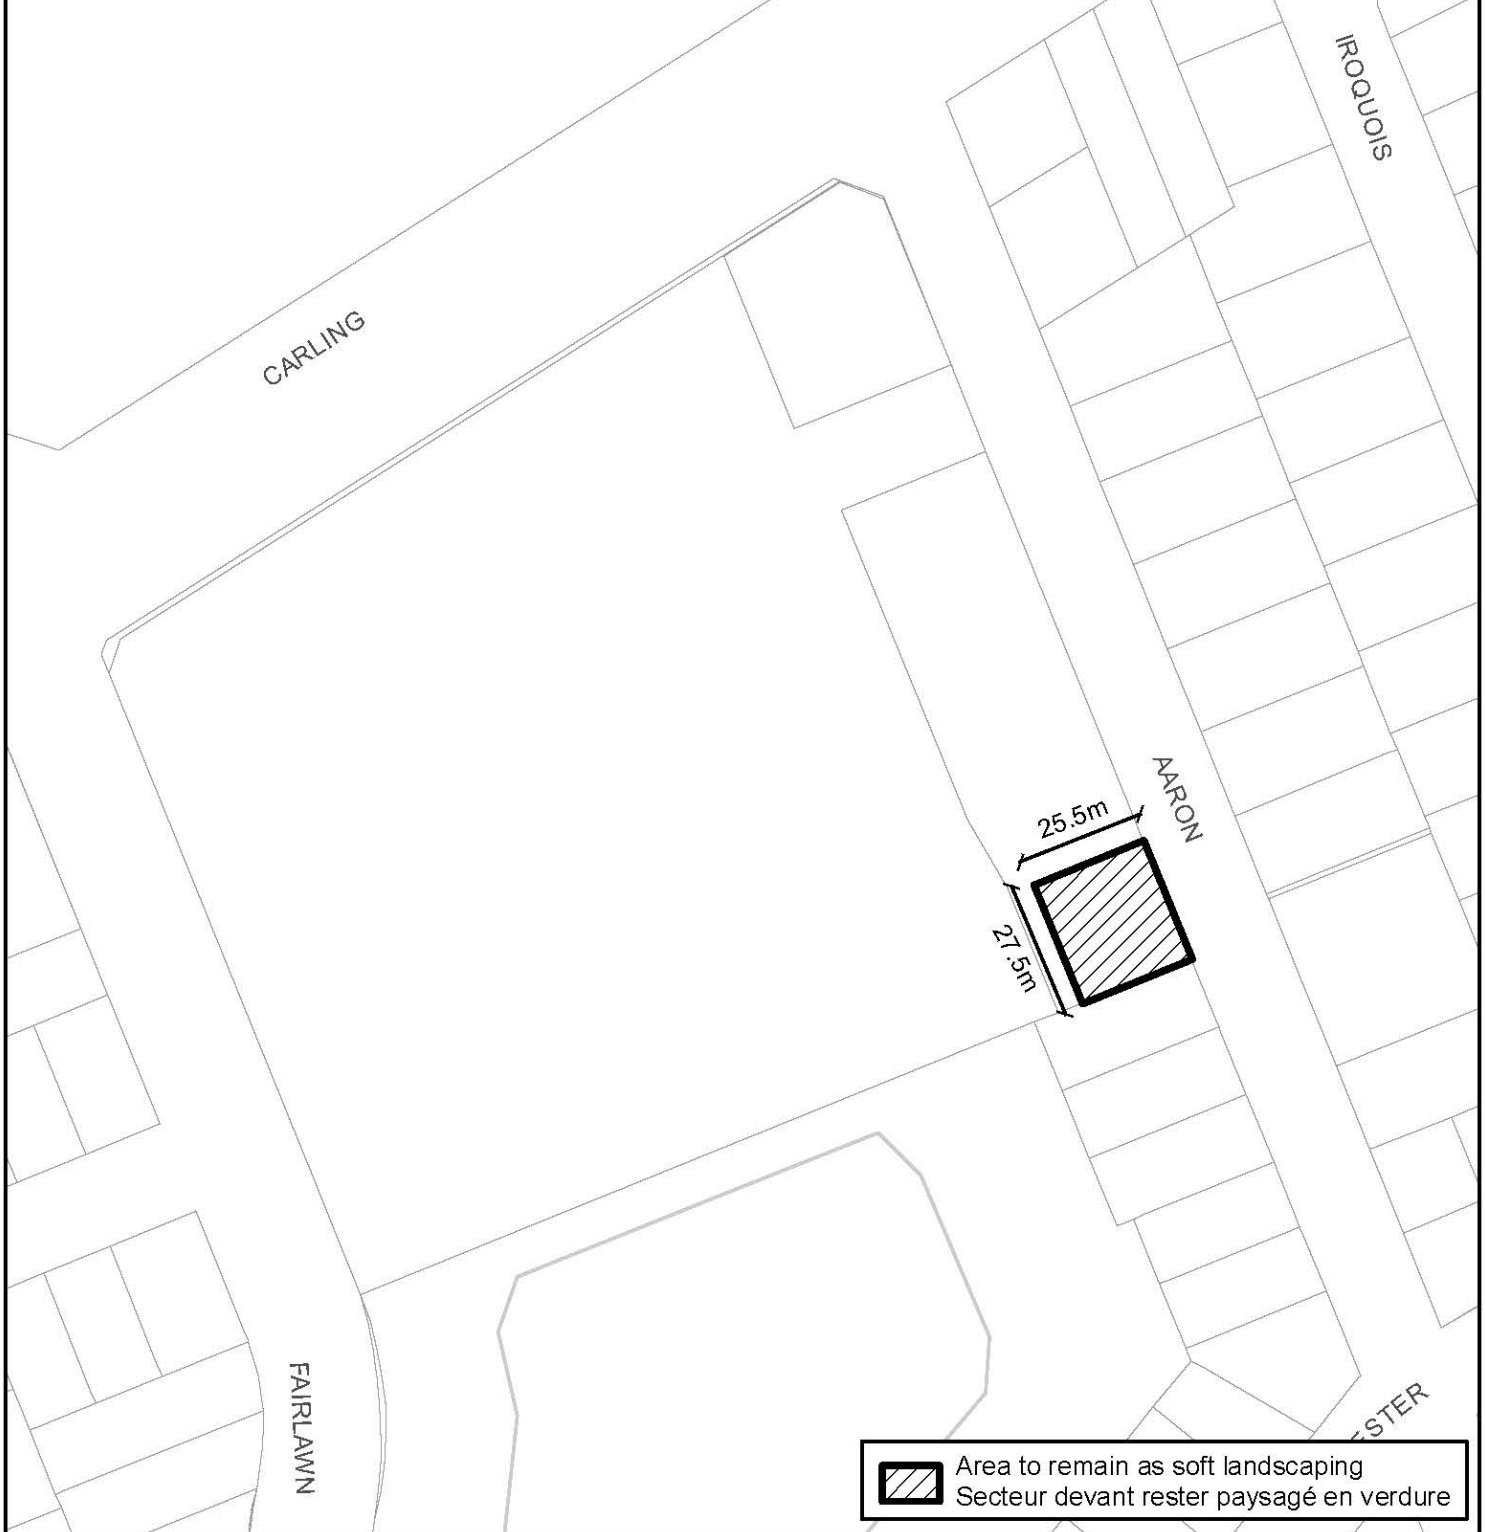 IROQUOIS
CARLING
AARON
25.5m
27.5m
FAIRLAWN
ESTER
Area to remain as soft landscaping
Secteur devant rester paysagé en verdure